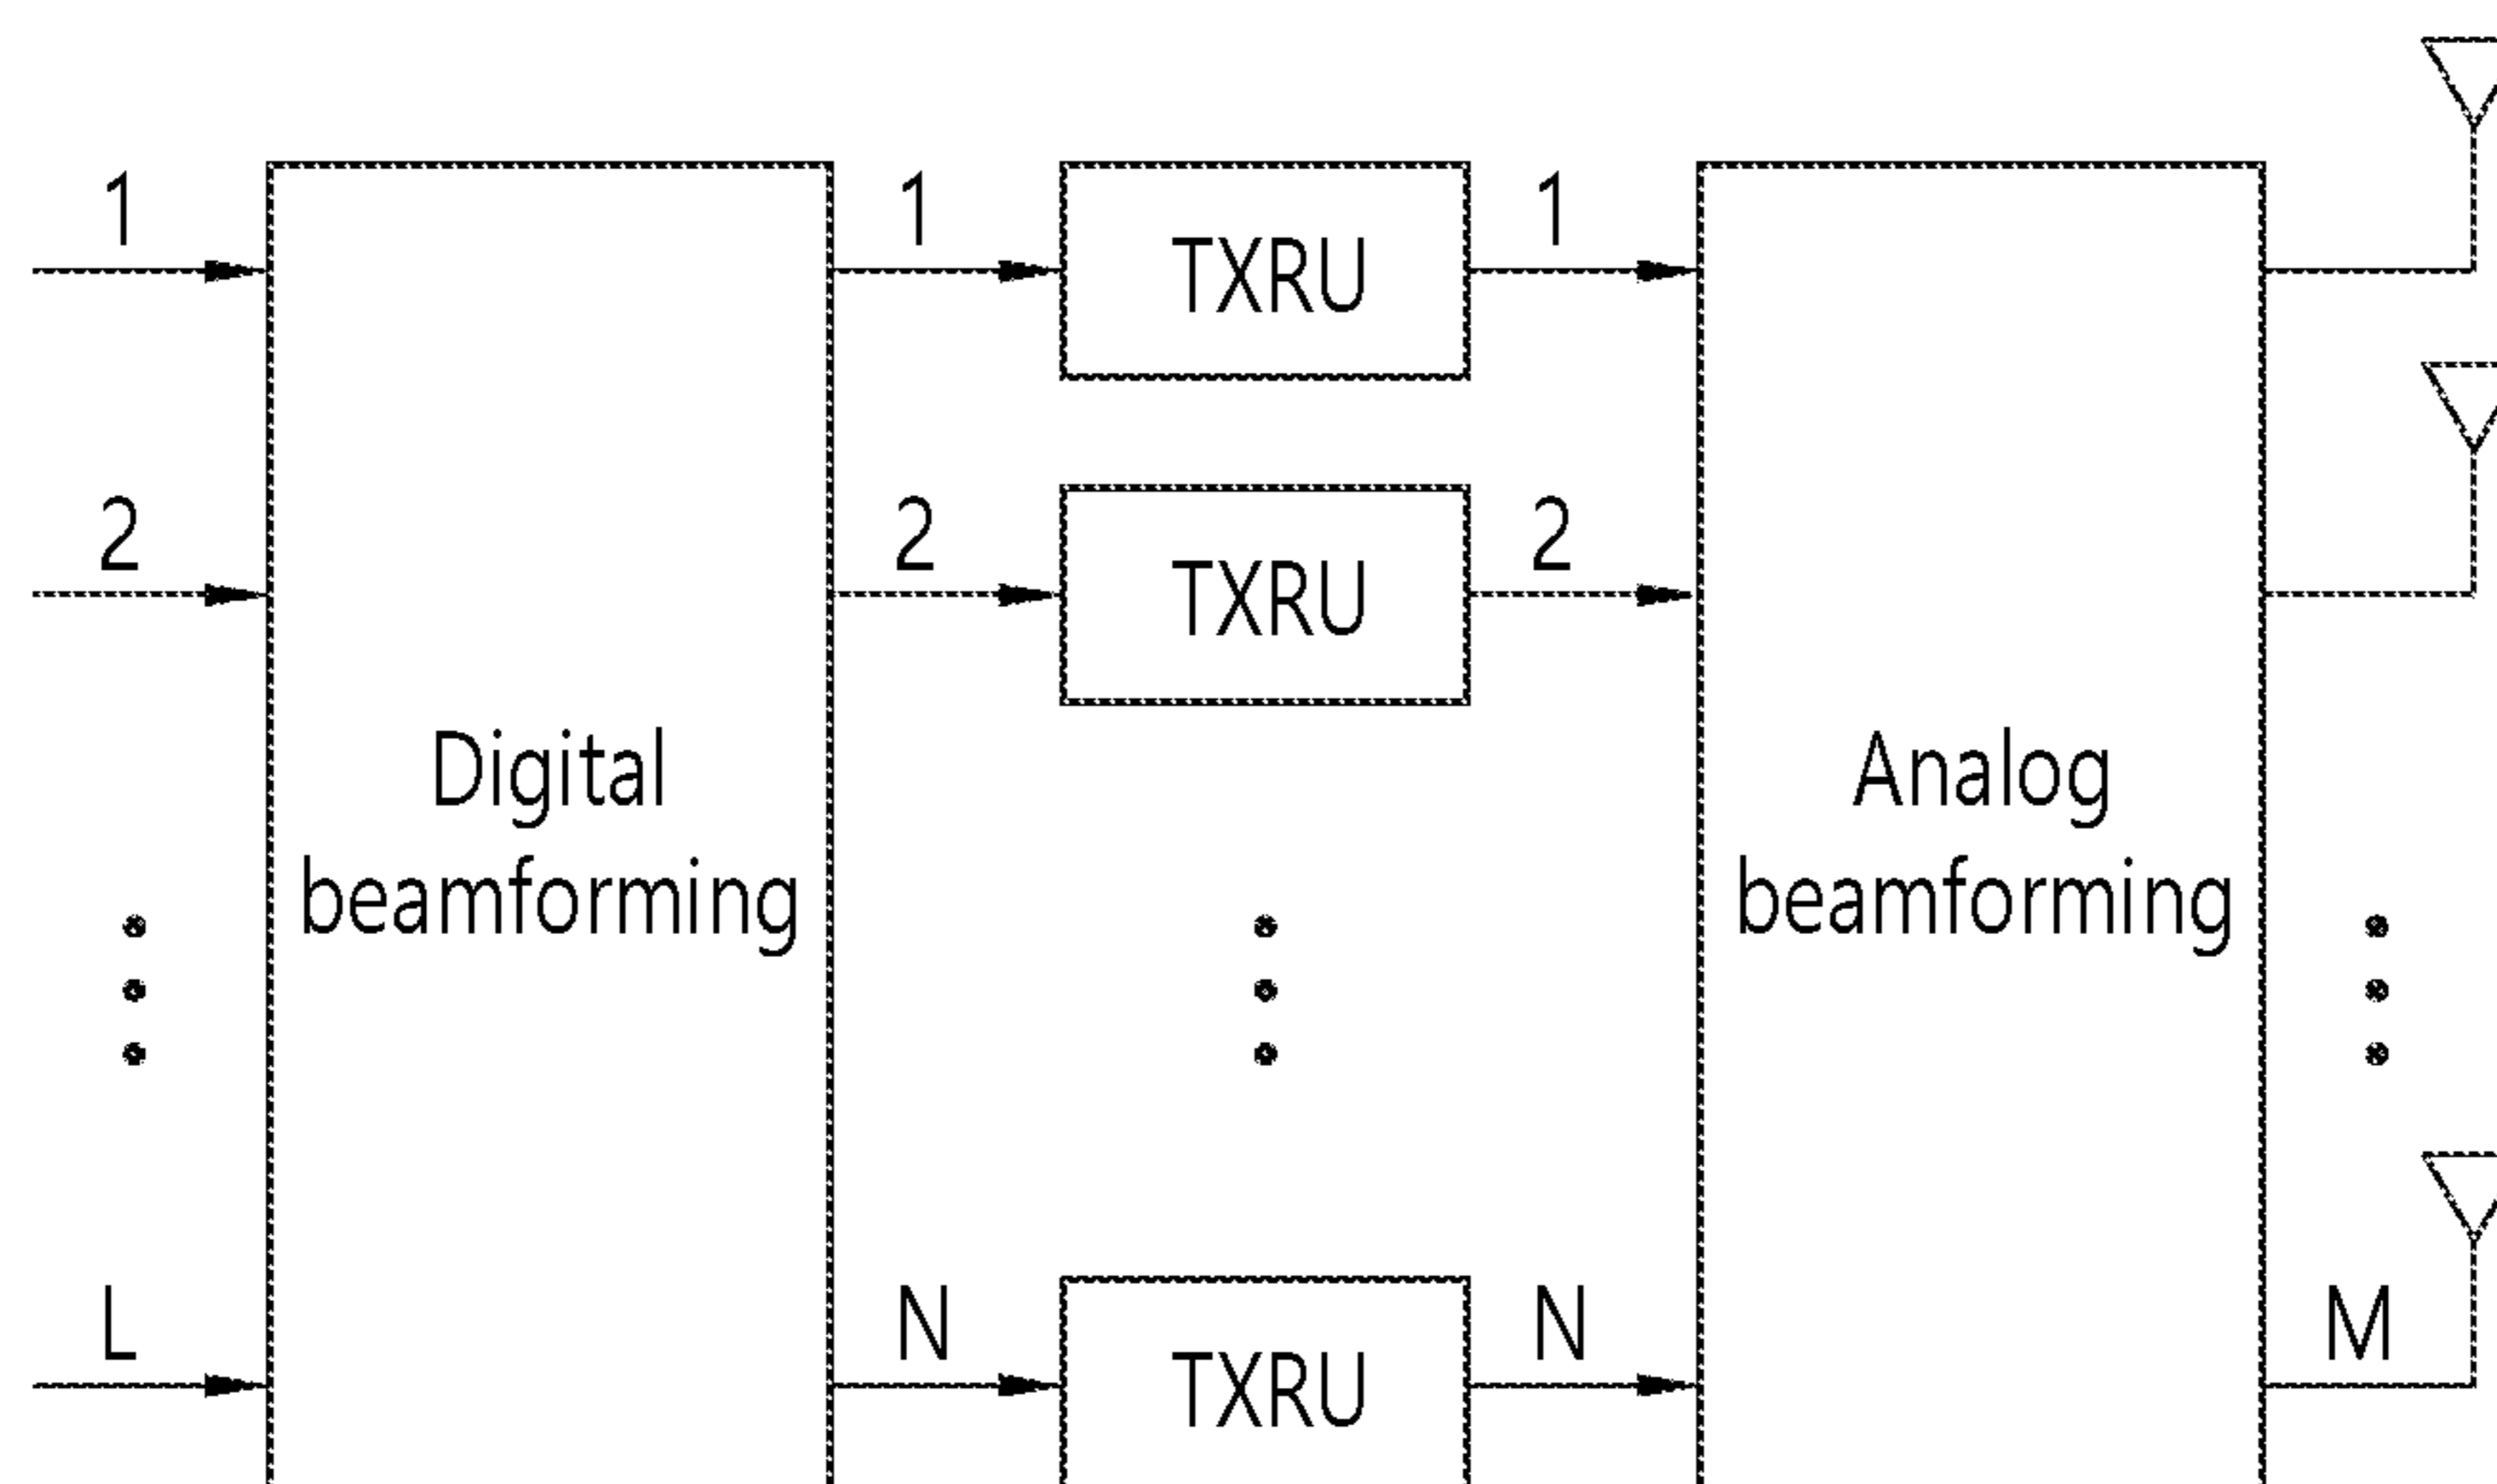 1 1 TXRU 1
2 2 TXRU 2
Digital
beamforming
Analog
beamforming
L N TXRU N M